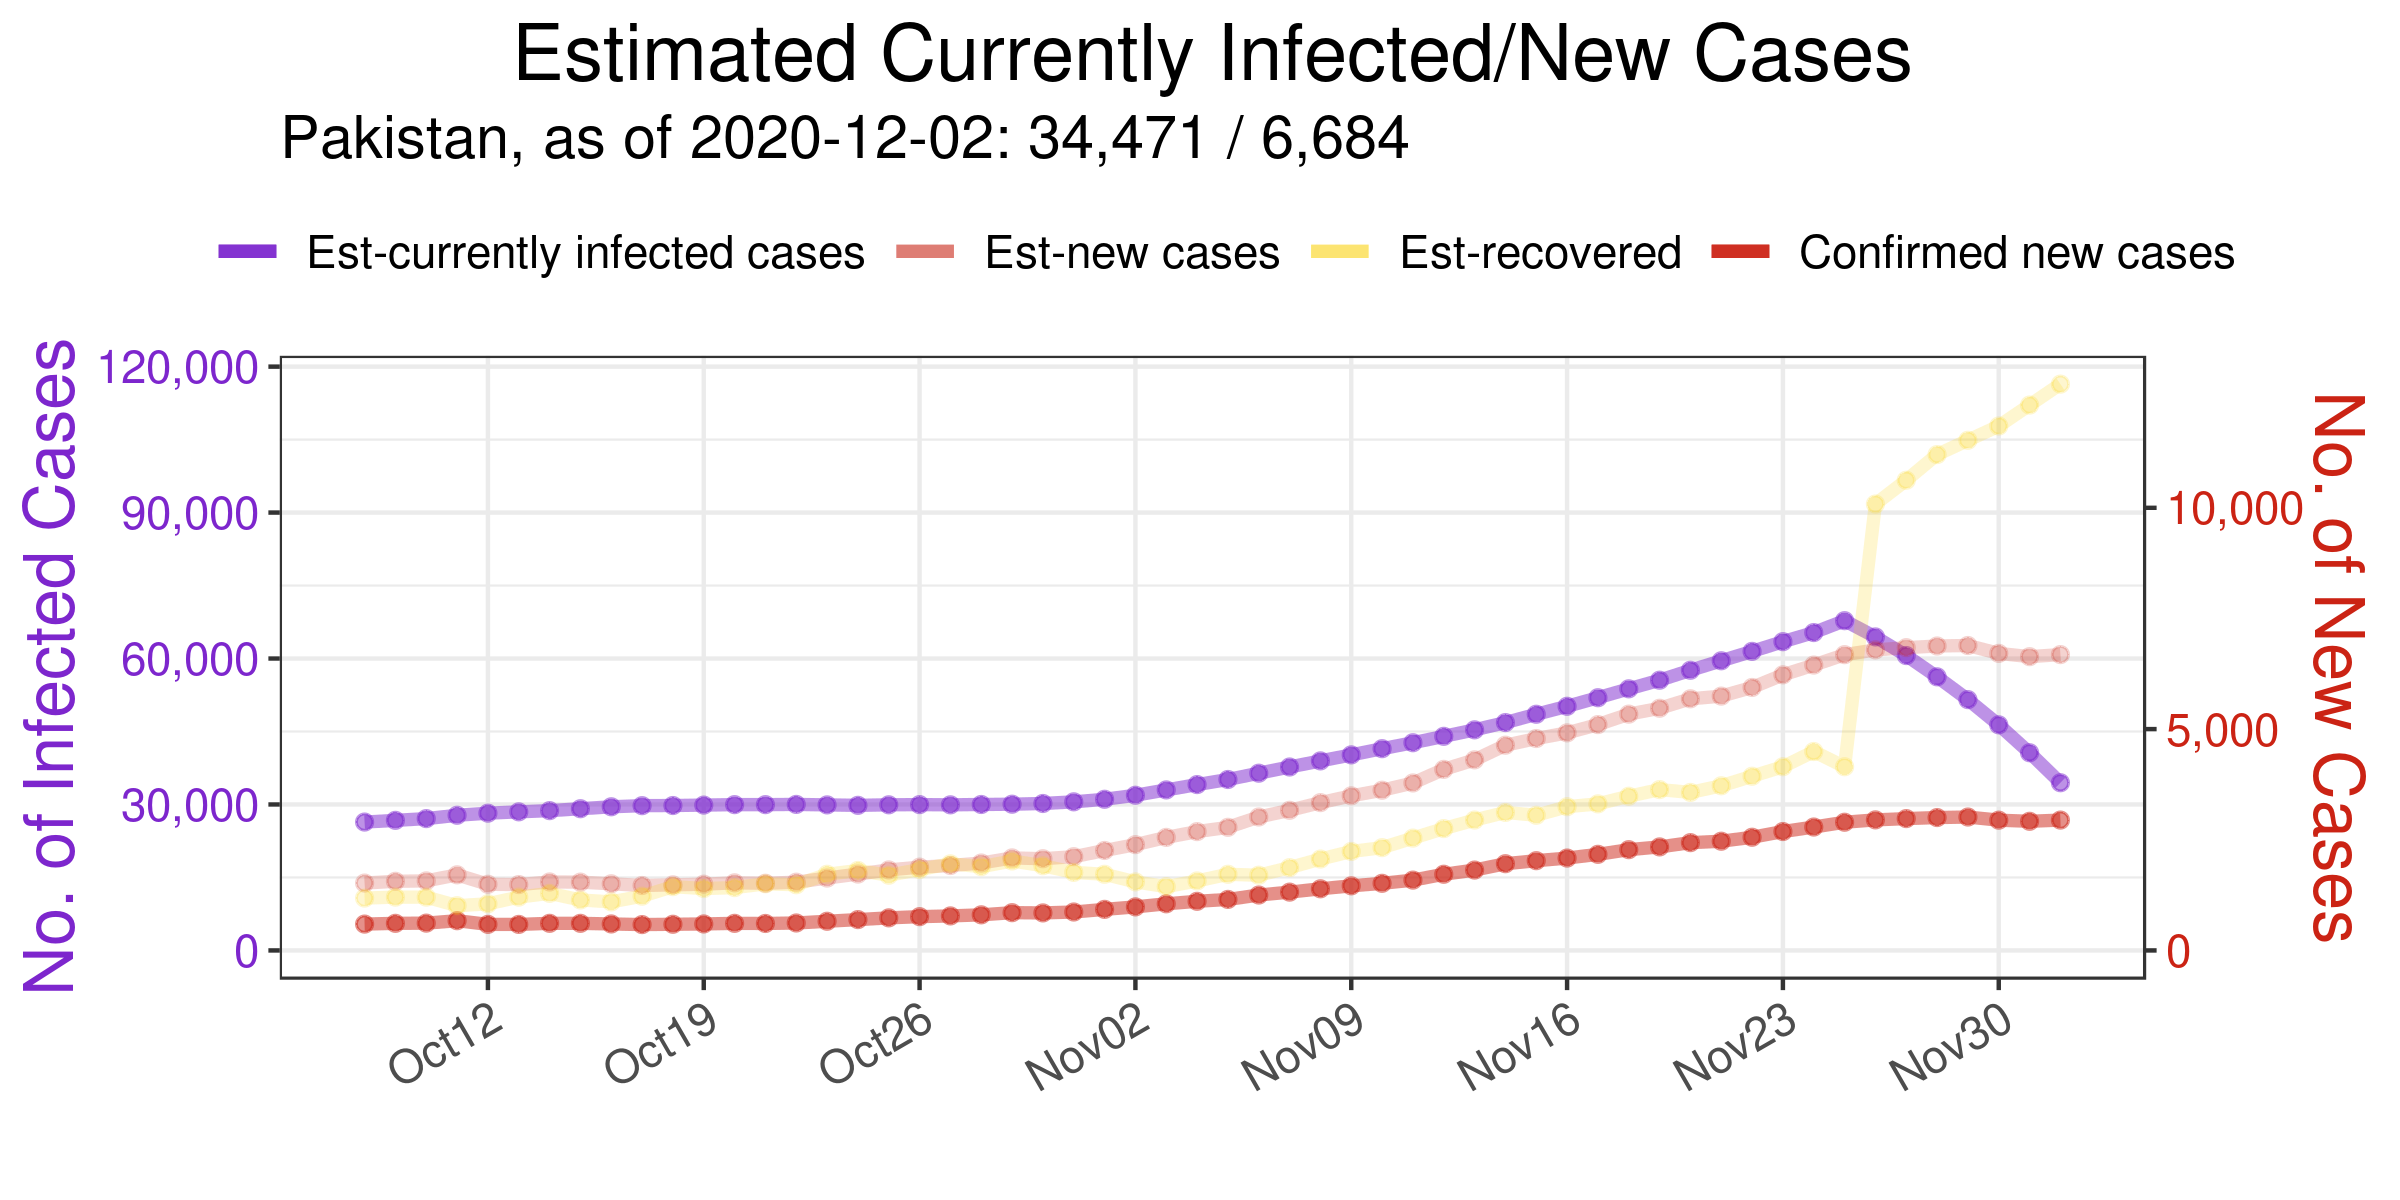 Estimated Currently Infected/New Cases
Pakistan, as of 2020-12-02: 34,471 / 6,684
Est-currently infected cases Est-new cases Est-recovered Confirmed new cases
No. of Infected Cases
120,000
90,000
60,000
30,000
0
10,000
5,000
0
No. of New Cases
Oct12 Oct19 Oct26 Nov02 Nov09 Nov16 Nov23 Nov30